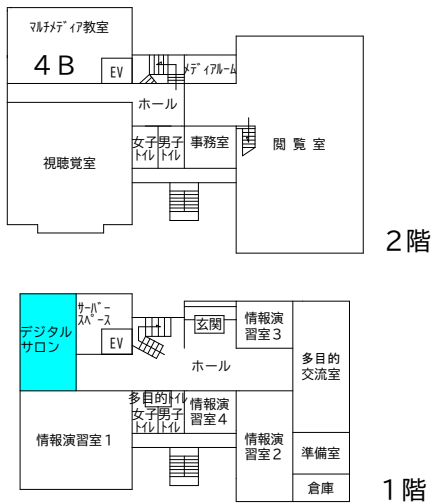 マルチメディア教室
４Ｂ
EV
メディアルーム
ホール
女子
トイレ
男子
トイレ
事務室
閲 覧 室
視聴覚室
２階
デジタル
サロン
サーバー
スペース
EV
玄関
情報演
習室３
ホール
多目的
交流室
多目的トイレ
女子
トイレ
男子
トイレ
情報演
習室４
情報演習室１
情報演
習室２
準備室
倉庫
１階